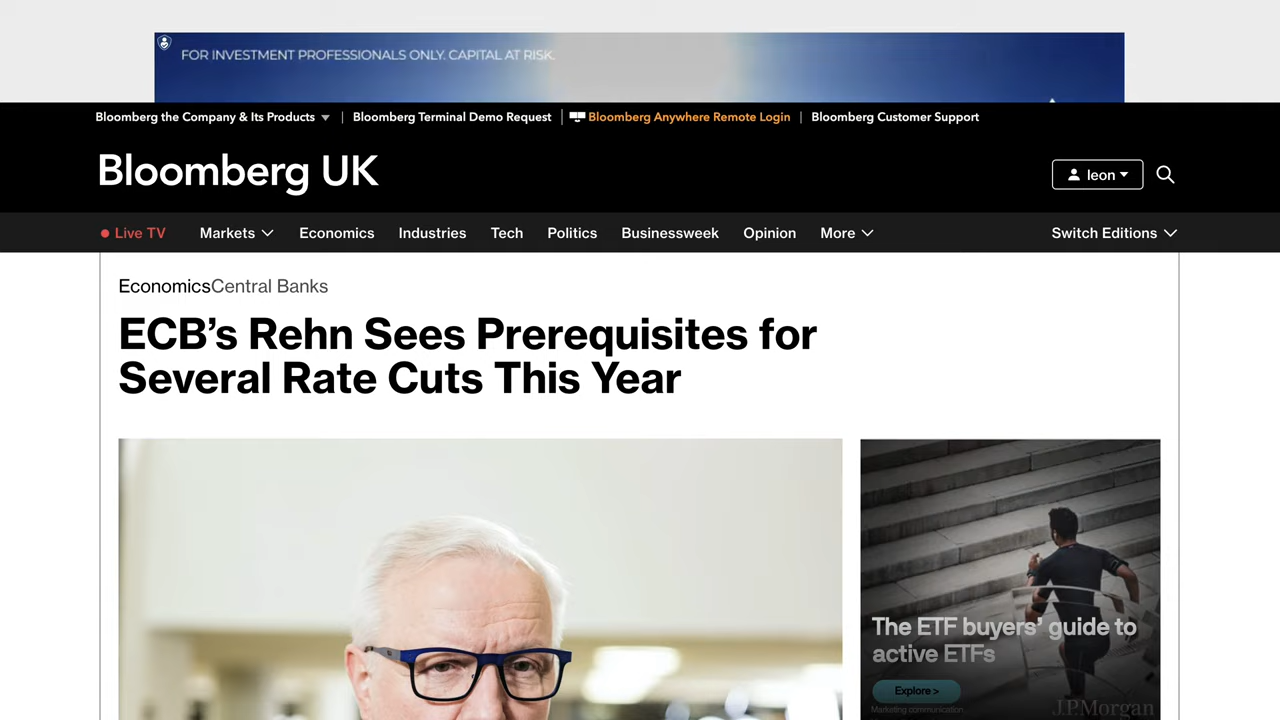 FOR INVESTMENT PROFESSIONALS ONLY. CAPITAL AT RISK.
Bloomberg the Company & Its Products
Bloomberg Terminal Demo Request
Bloomberg Anywhere Remote Login
Bloomberg Customer Support
Bloomberg UK
leon
Live TV
Markets
Economics
Industries
Tech
Politics
Businessweek
Opinion
More
Switch Editions
EconomicsCentral Banks
ECB’s Rehn Sees Prerequisites for
Several Rate Cuts This Year
The ETF buyers’ guide to
active ETFs
Explore >
Marketing communication
J.P.Morgan